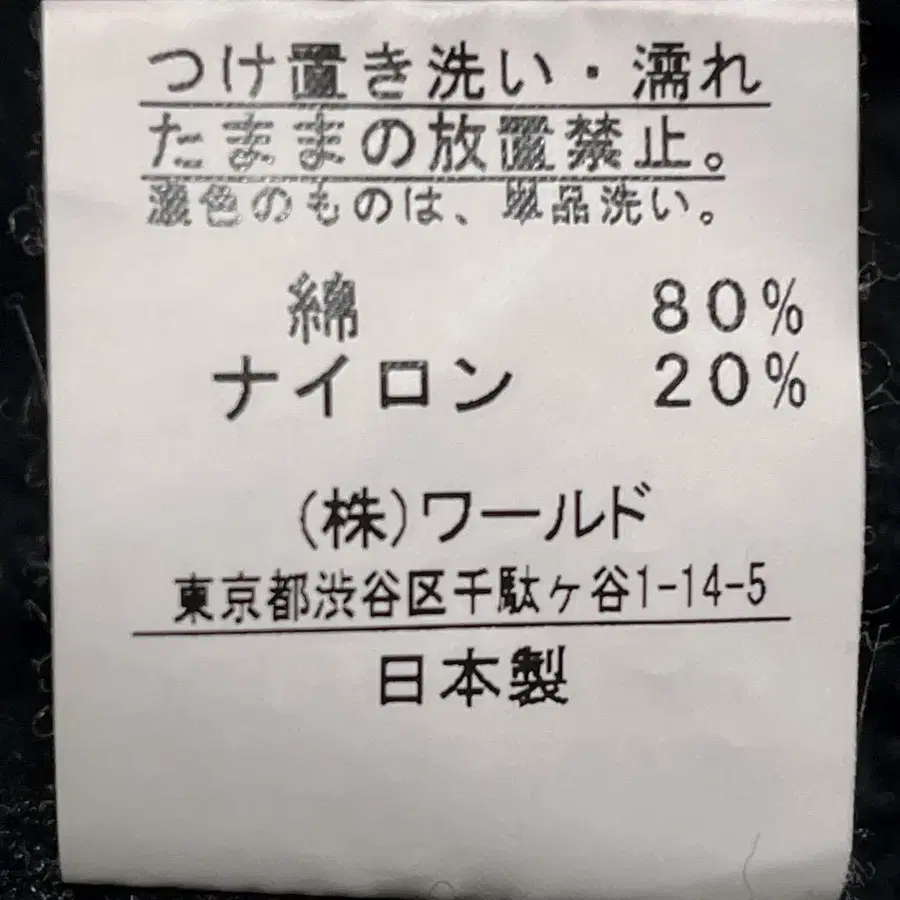 つけ置き洗い・濡れ
たままの放置禁止。
濃色のものは、単品洗い。
綿 80%
ナイロン 20%
(株)ワールド
東京都渋谷区千駄ヶ谷1-14-5
日本製